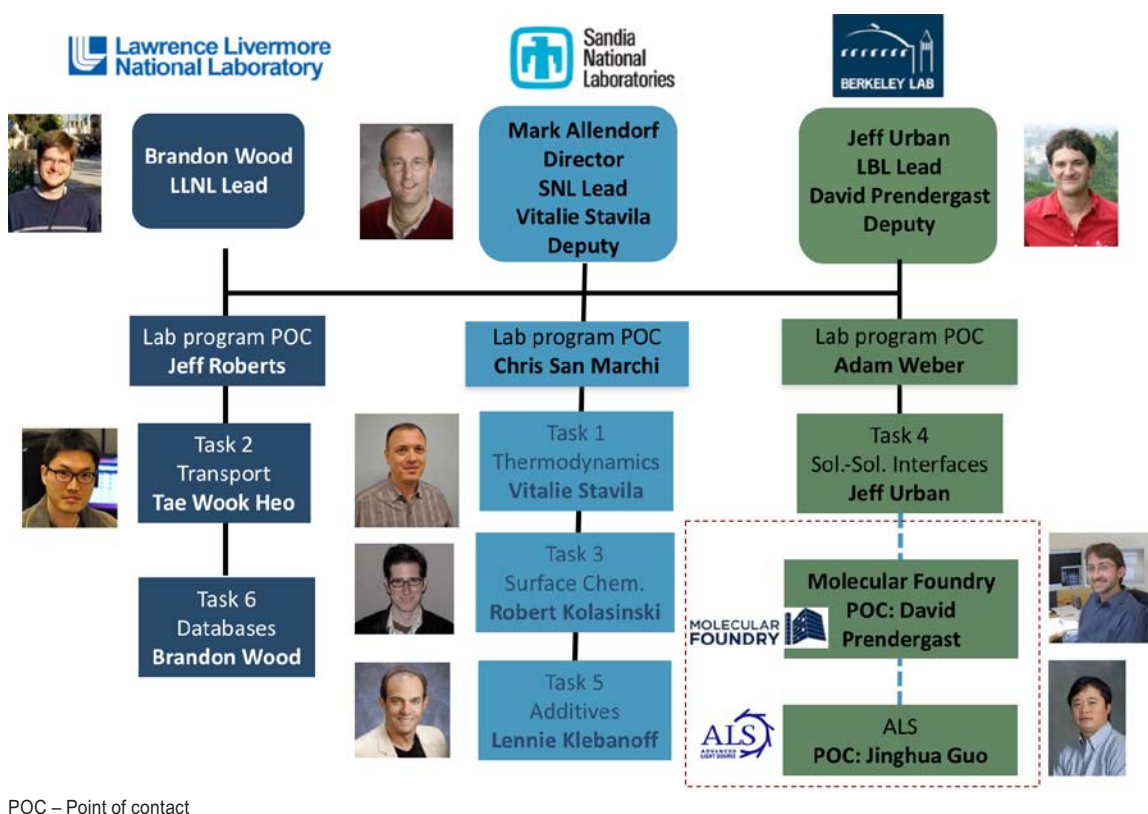 Lawrence Livermore
National Laboratory
Sandia
National
Laboratories
BERKELEY LAB
Brandon Wood
LLNL Lead
Mark Allendorf
Director
SNL Lead
Vitalie Stavila
Deputy
Jeff Urban
LBL Lead
David Prendergast
Deputy
Lab program POC
Jeff Roberts
Lab program POC
Chris San Marchi
Lab program POC
Adam Weber
Task 2
Transport
Tae Wook Heo
Task 1
Thermodynamics
Vitalie Stavila
Task 4
Sol.-Sol. Interfaces
Jeff Urban
Task 6
Databases
Brandon Wood
Task 3
Surface Chem.
Robert Kolasinski
MOLECULAR
FOUNDRY
Molecular Foundry
POC: David
Prendergast
Task 5
Additives
Lennie Klebanoff
ALS
ADVANCED
LIGHT SOURCE
ALS
POC: Jinghua Guo
POC – Point of contact